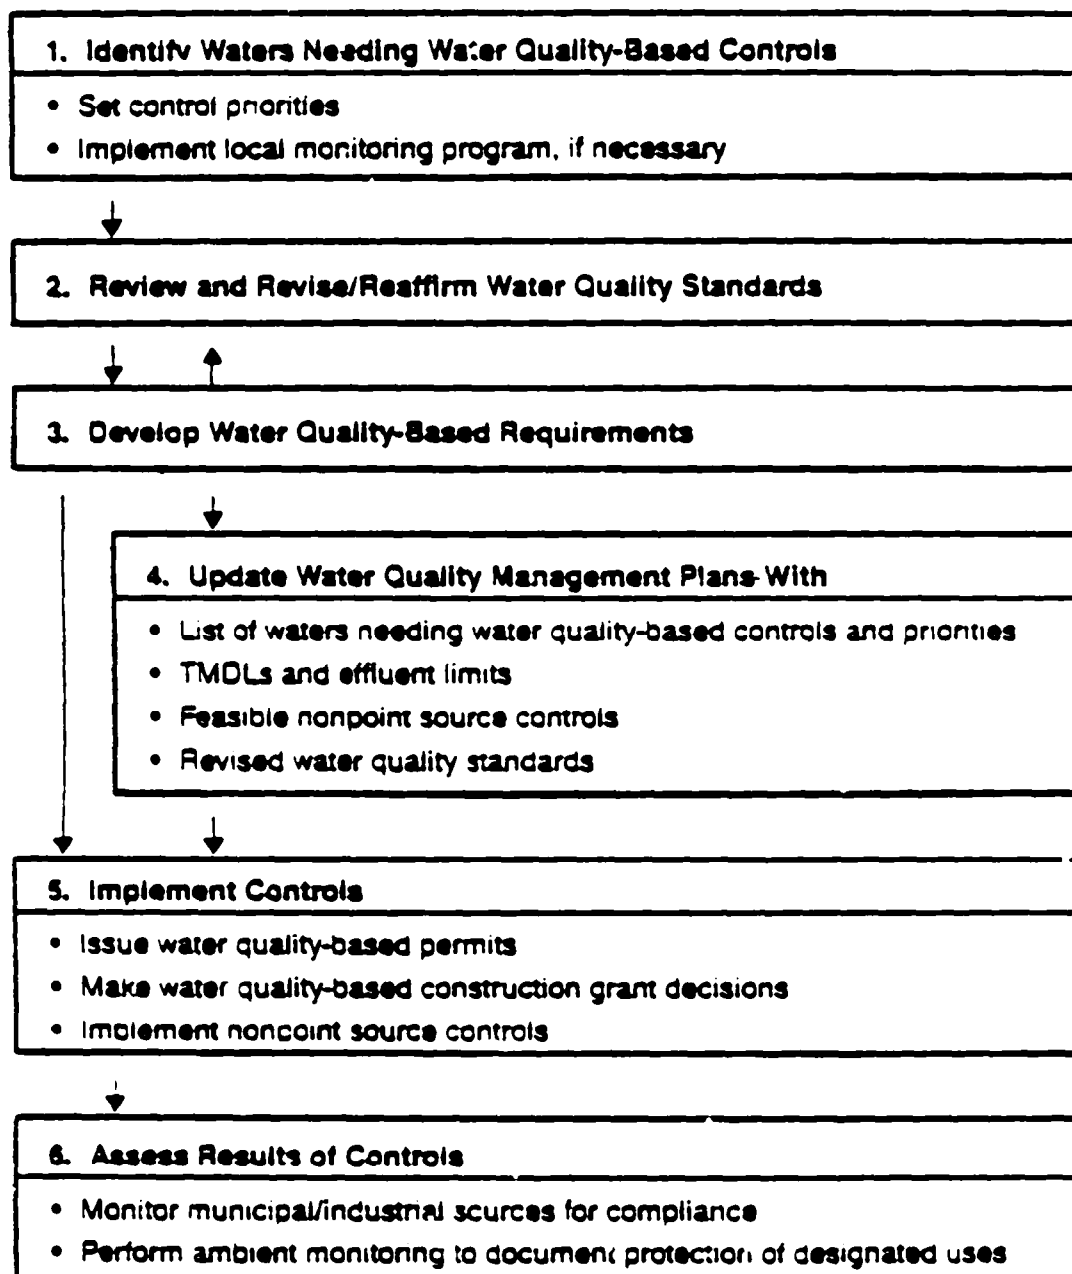 1. Identify Waters Needing Water Quality-Based Controls
• Set control priorities
• Implement local monitoring program, if necessary
2. Review and Revise/Reaffirm Water Quality Standards
3. Develop Water Quality-Based Requirements
4. Update Water Quality Management Plans With
• List of waters needing water quality-based controls and priorities
• TMDLs and effluent limits
• Feasible nonpoint source controls
• Revised water quality standards
5. Implement Controls
• Issue water quality-based permits
• Make water quality-based construction grant decisions
• Implement nonpoint source controls
6. Assess Results of Controls
• Monitor municipal/industrial sources for compliance
• Perform ambient monitoring to document protection of designated uses